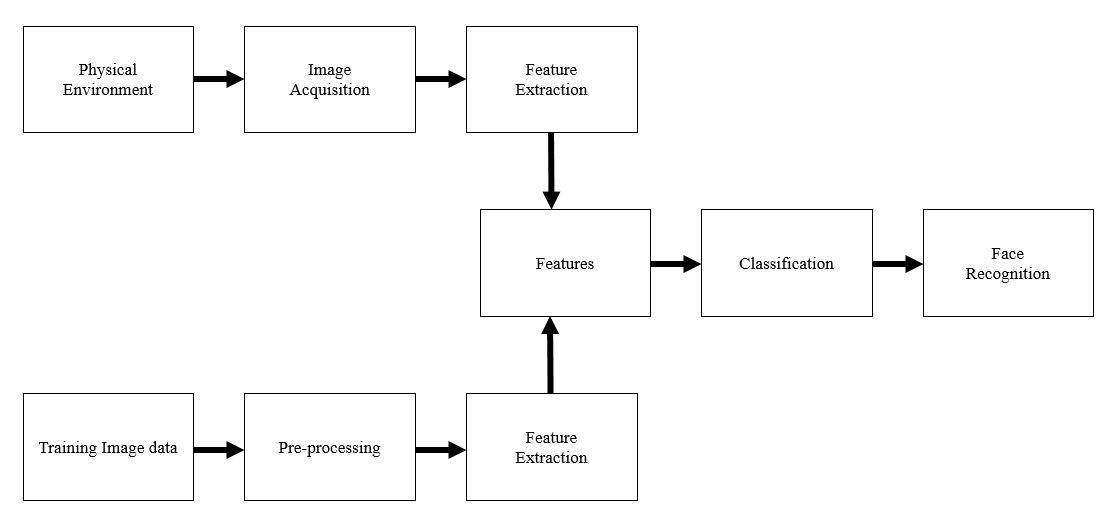 Physical
Environment
Image
Acquisition
Feature
Extraction
Features
Classification
Face
Recognition
Training Image data
Pre-processing
Feature
Extraction